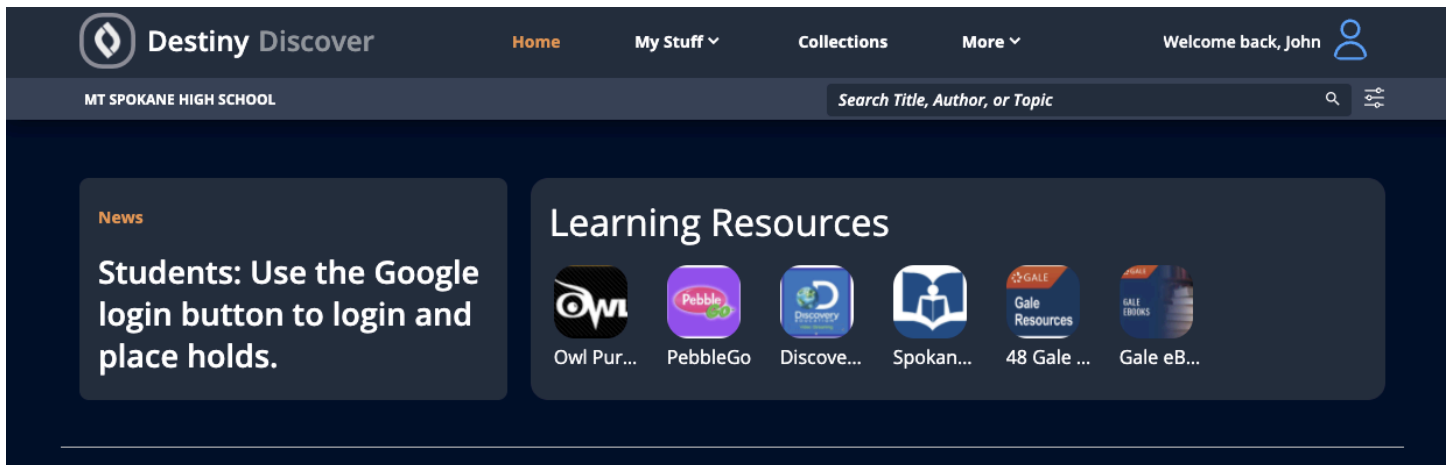 Destiny Discover
Home
My Stuff
Collections
More
Welcome back, John
MT SPOKANE HIGH SCHOOL
Search Title, Author, or Topic
News
Students: Use the Google
login button to login and
place holds.
Learning Resources
OWL
Pebble
Go
Discovery
EDUCATION
GALE
Gale
Resources
GALE
GALE
EBOOKS
Owl Pur...
PebbleGo
Discove...
Spokan...
48 Gale ...
Gale eB...